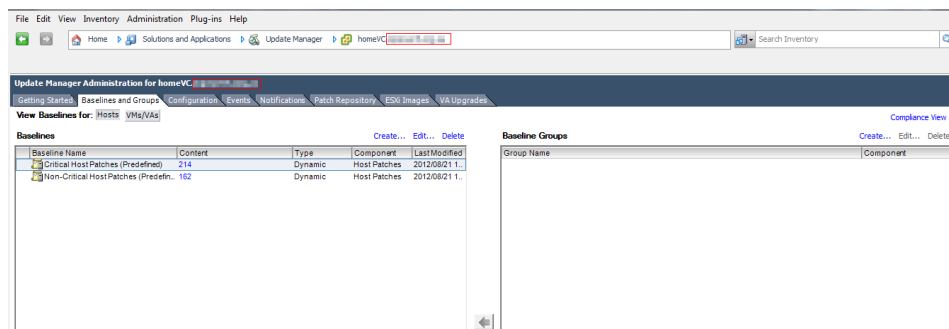 File Edit View Inventory Administration Plug-ins Help
Home Solutions and Applications Update Manager homeVC
Search Inventory
Update Manager Administration for homeVC
Getting Started Baselines and Groups Configuration Events Notifications Patch Repository ESXi Images VA Upgrades
View Baselines for: Hosts VMs/VAs
Compliance View
Baselines Create... Edit... Delete
Baseline Name Content Type Component Last Modified
Critical Host Patches (Predefined) 214 Dynamic Host Patches 2012/08/21 1..
Non-Critical Host Patches (Predefin.. 162 Dynamic Host Patches 2012/08/21 1..
Baseline Groups Create... Edit... Delete
Group Name Component